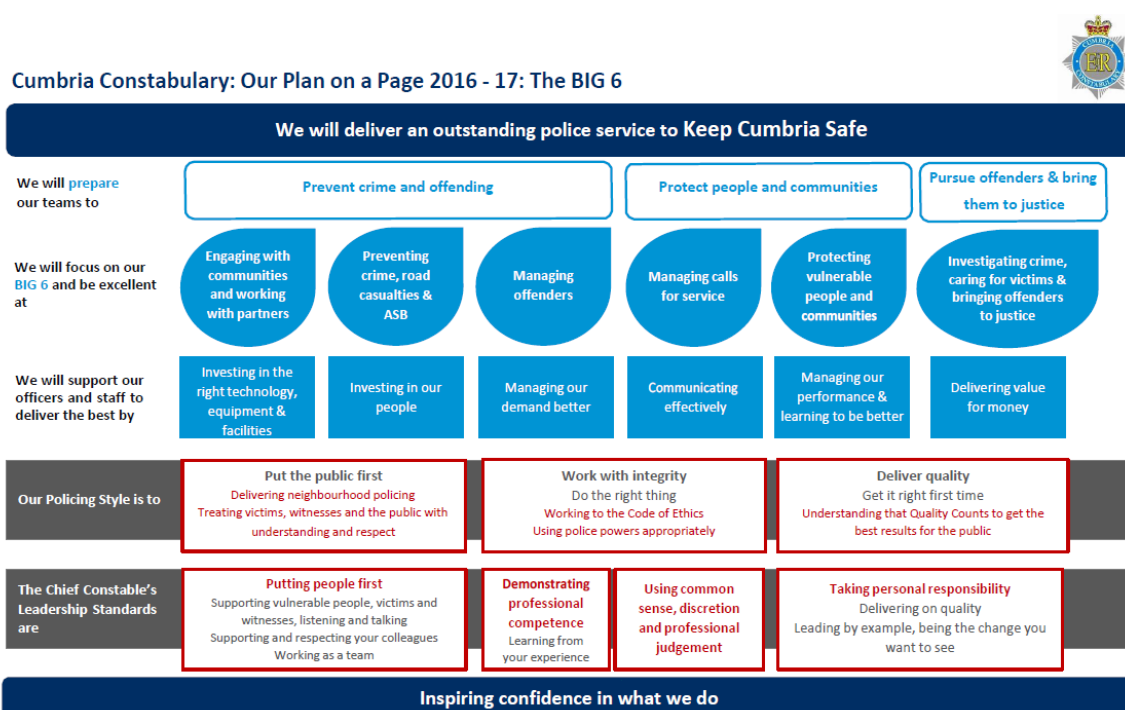 CUMBRIA
ER
CONSTABULARY
Cumbria Constabulary: Our Plan on a Page 2016 - 17: The BIG 6
We will deliver an outstanding police service to Keep Cumbria Safe
We will prepare
our teams to
Prevent crime and offending
Protect people and communities
Pursue offenders & bring
them to justice
We will focus on our
BIG 6 and be excellent
at
Engaging with
communities
and working
with partners
Preventing
crime, road
casualties &
ASB
Managing
offenders
Managing calls
for service
Protecting
vulnerable
people and
communities
Investigating crime,
caring for victims &
bringing offenders
to justice
We will support our
officers and staff to
deliver the best by
Investing in the
right technology,
equipment &
facilities
Investing in our
people
Managing our
demand better
Communicating
effectively
Managing our
performance &
learning to be better
Delivering value
for money
Our Policing Style is to
Put the public first
Delivering neighbourhood policing
Treating victims, witnesses and the public with
understanding and respect
Work with integrity
Do the right thing
Working to the Code of Ethics
Using police powers appropriately
Deliver quality
Get it right first time
Understanding that Quality Counts to get the
best results for the public
The Chief Constable's
Leadership Standards
are
Putting people first
Supporting vulnerable people, victims and
witnesses, listening and talking
Supporting and respecting your colleagues
Working as a team
Demonstrating
professional
competence
Learning from
your experience
Using common
sense, discretion
and professional
judgement
Taking personal responsibility
Delivering on quality
Leading by example, being the change you
want to see
Inspiring confidence in what we do